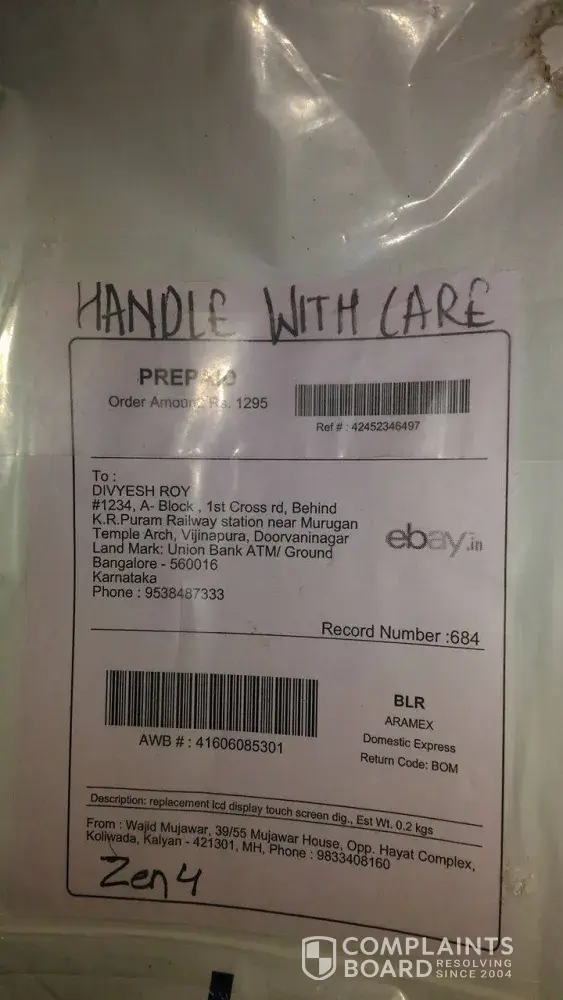 HANDLE WITH CARE
PREPAID
Order Amount Rs. 1295
Ref # : 42452346497
To :
DIVYESH ROY
#1234, A- Block , 1st Cross rd, Behind
K.R.Puram Railway station near Murugan
Temple Arch, Vijinapura, Doorvaninagar
Land Mark: Union Bank ATM/ Ground
Bangalore - 560016
Karnataka
Phone : 9538487333
ebay.in
Record Number :684
AWB # : 41606085301
BLR
ARAMEX
Domestic Express
Return Code: BOM
Description: replacement lcd display touch screen dig., Est Wt. 0.2 kgs
From : Wajid Mujawar, 39/55 Mujawar House, Opp. Hayat Complex,
Koliwada, Kalyan - 421301, MH, Phone : 9833408160
Zen 4
COMPLAINTS
BOARD RESOLVING
SINCE 2004